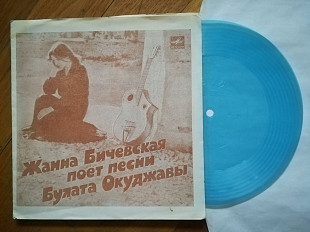 Жанна Бичевская
поет песни
Булата Окуджавы